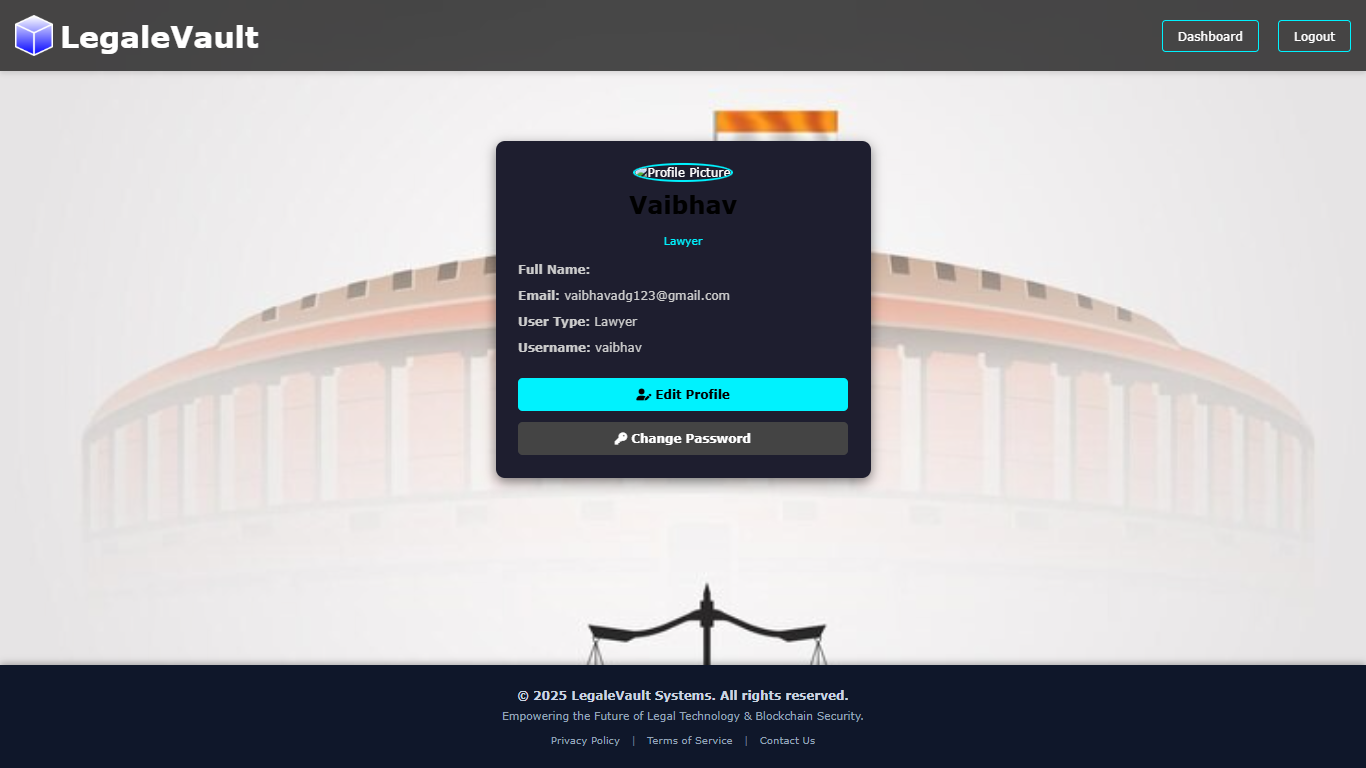 LegaleVault
Dashboard
Logout
Profile Picture
Vaibhav
Lawyer
Full Name:
Email: vaibhavadg123@gmail.com
User Type: Lawyer
Username: vaibhav
Edit Profile
Change Password
© 2025 LegaleVault Systems. All rights reserved.
Empowering the Future of Legal Technology & Blockchain Security.
Privacy Policy | Terms of Service | Contact Us